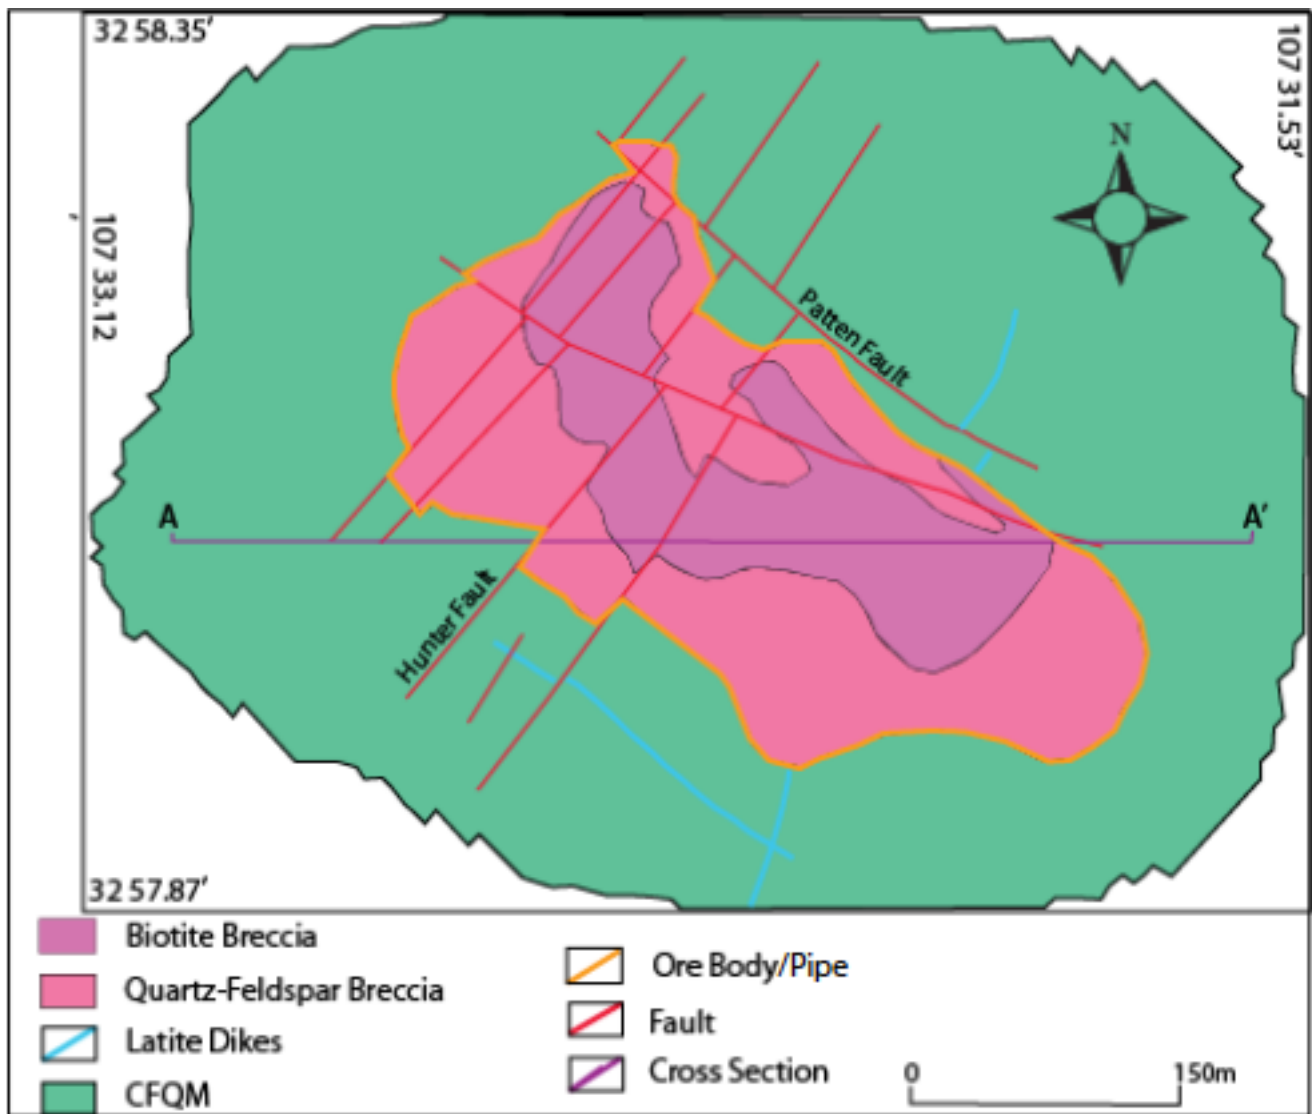 32 58.35′
107 31.53′
N
′
107 33.12
Patten Fault
A
A′
Hunter Fault
32 57.87′
Biotite Breccia
Quartz-Feldspar Breccia
Latite Dikes
CFQM
Ore Body/Pipe
Fault
Cross Section
0
150m